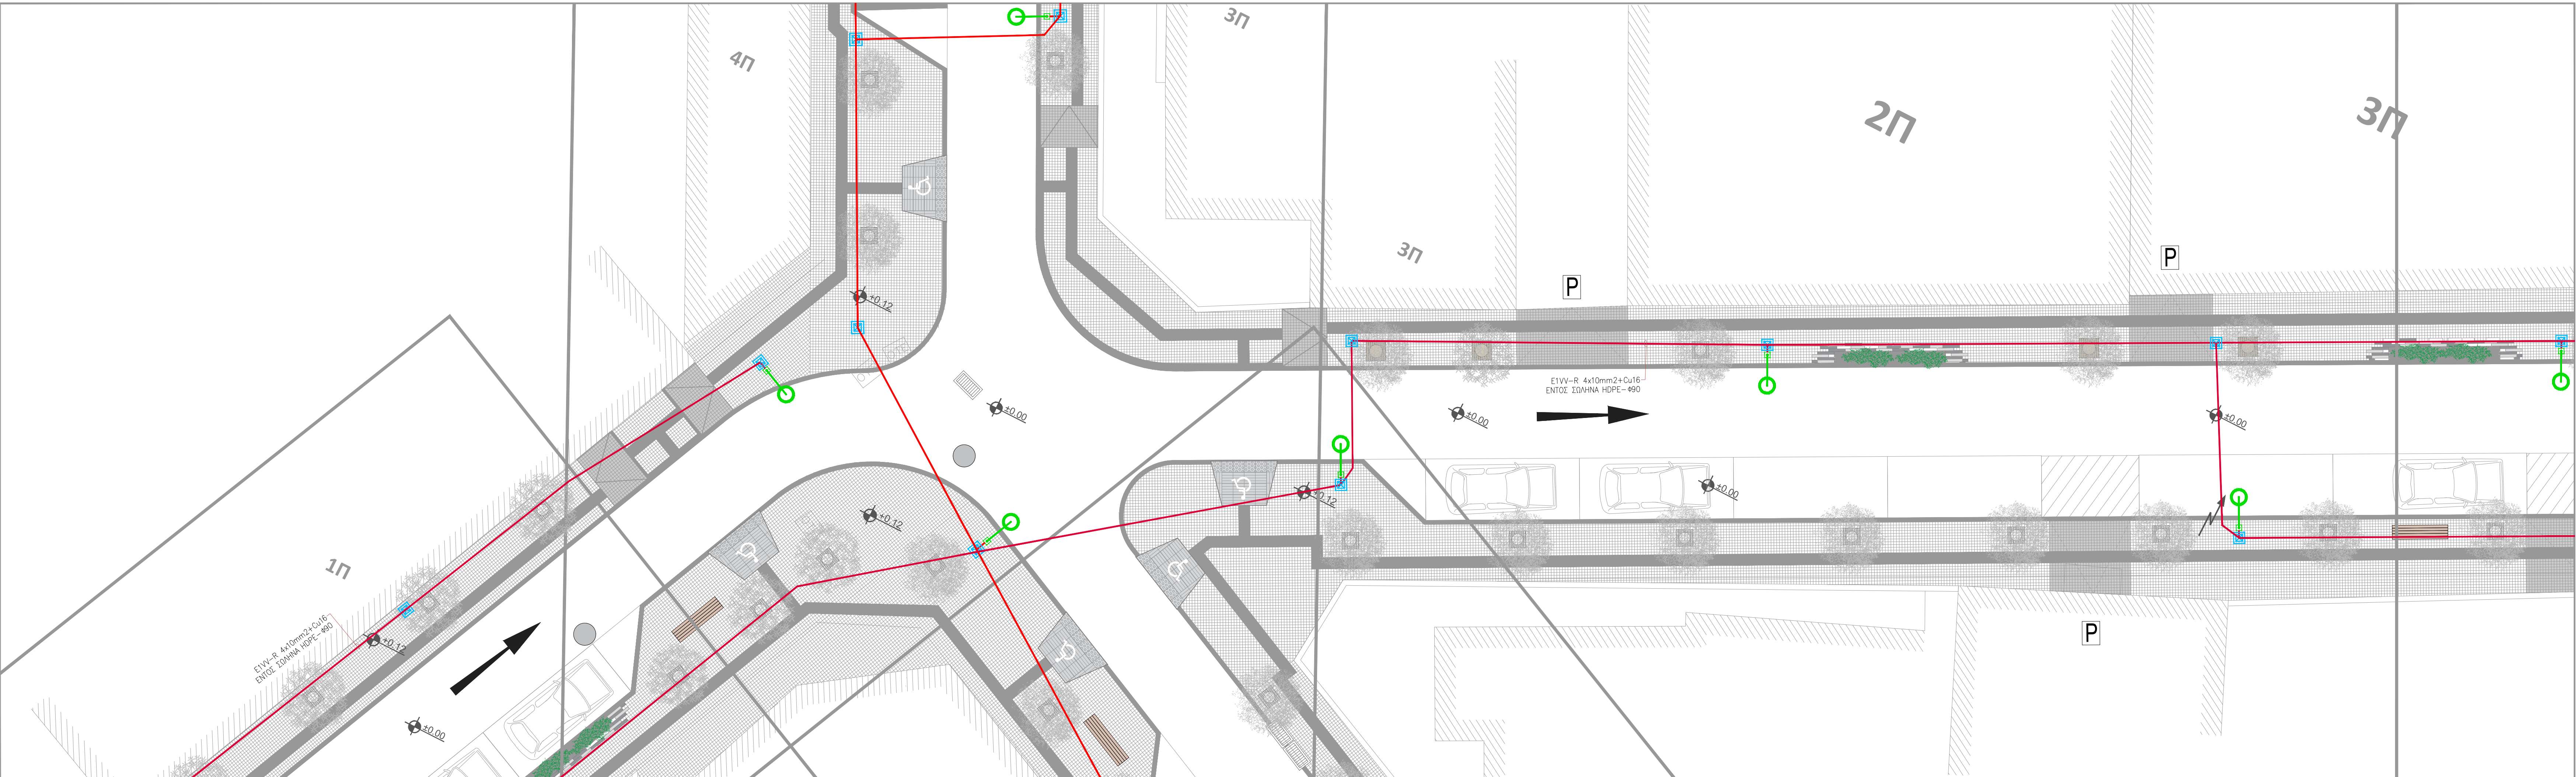 3Π
4Π
2Π
3Π
3Π
P
P
+0.12
±0.00
E1VV-R 4x10mm2+Cu16
ΕΝΤΟΣ ΣΩΛΗΝΑ HDPE-Φ90
±0.00
±0.00
±0.00
+0.12
+0.12
1Π
E1VV-R 4x10mm2+Cu16
ΕΝΤΟΣ ΣΩΛΗΝΑ HDPE-Φ90
+0.12
P
±0.00